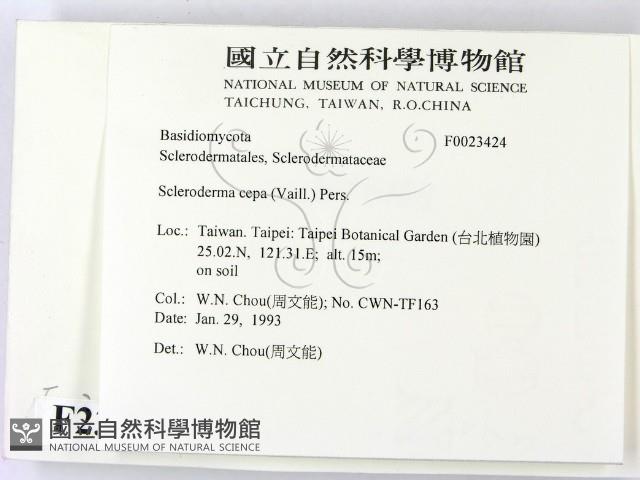 國立自然科學博物館
NATIONAL MUSEUM OF NATURAL SCIENCE
TAICHUNG, TAIWAN, R.O.CHINA
Basidiomycota F0023424
Sclerodermatales, Sclerodermataceae
Scleroderma cepa (Vaill.) Pers.
Loc.: Taiwan. Taipei: Taipei Botanical Garden (台北植物園)
25.02.N, 121.31.E; alt. 15m;
on soil
Col.: W.N. Chou(周文能); No. CWN-TF163
Date: Jan. 29, 1993
Det.: W.N. Chou(周文能)
國立自然科學博物館
NATIONAL MUSEUM OF NATURAL SCIENCE